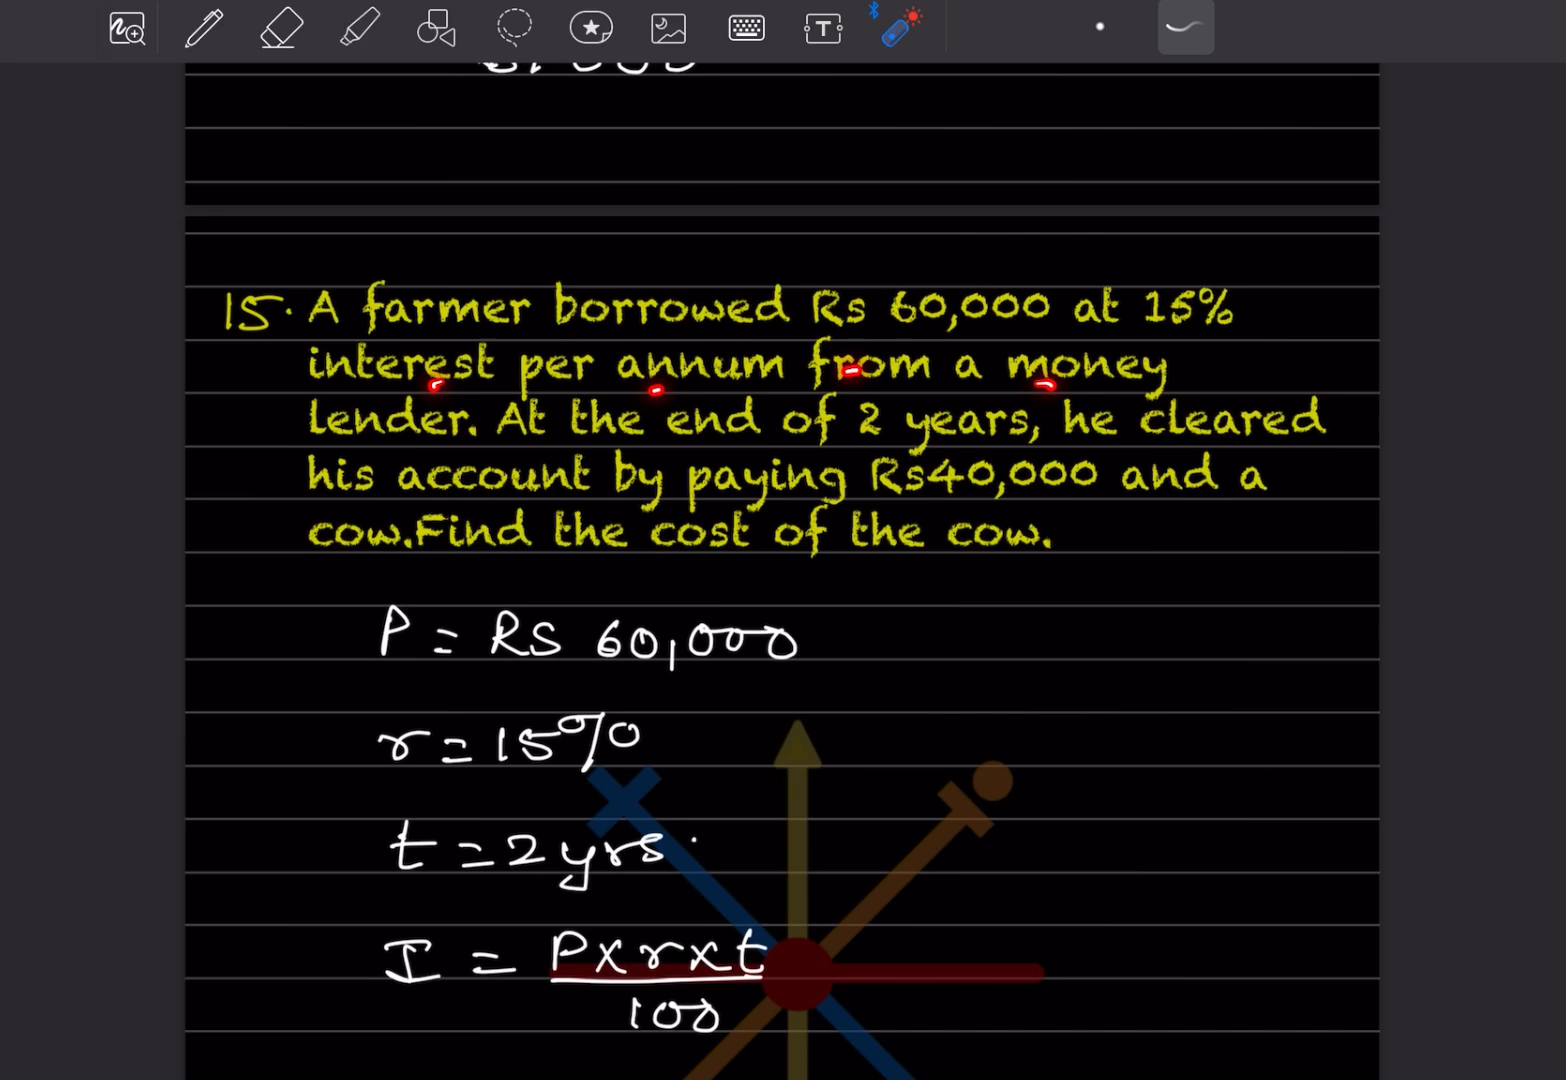 15. A farmer borrowed Rs 60,000 at 15%
interest per annum from a money
lender. At the end of 2 years, he cleared
his account by paying Rs40,000 and a
cow.Find the cost of the cow.
P = RS 60,000
r = 15%
t = 2 yrs.
I = P x r x t
100